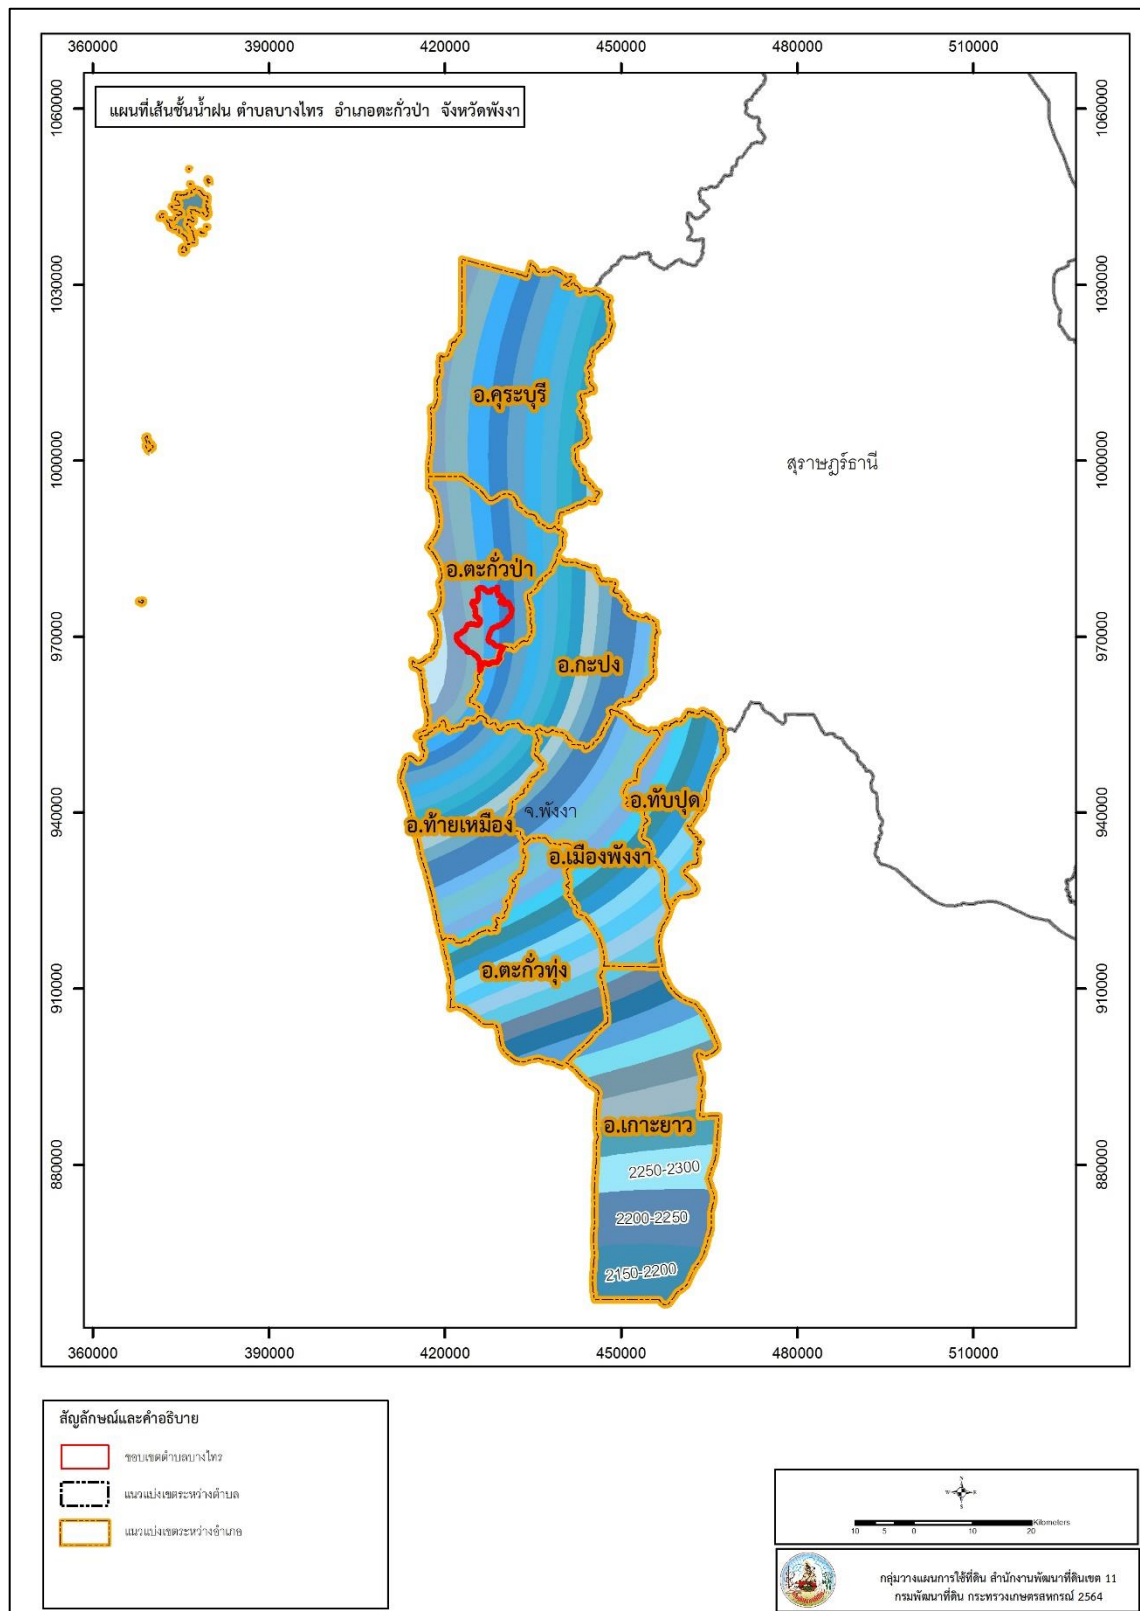 360000 390000 420000 450000 480000 510000
แผนที่เส้นชั้นน้ำฝน ตำบลบางไทร อำเภอตะกั่วป่า จังหวัดพังงา
1060000 1060000
1030000 1030000
อ.คุระบุรี
1000000 สุราษฎร์ธานี 1000000
อ.ตะกั่วป่า
970000 970000
อ.กะปง
อ.ทับปุด
940000 จ.พังงา 940000
อ.ท้ายเหมือง
อ.เมืองพังงา
อ.ตะกั่วทุ่ง
910000 910000
อ.เกาะยาว
880000 2250-2300 880000
2200-2250
2150-2200
360000 390000 420000 450000 480000 510000
สัญลักษณ์และคำอธิบาย
ขอบเขตตำบลบางไทร
แนวแบ่งเขตระหว่างตำบล
แนวแบ่งเขตระหว่างอำเภอ
N
W E
S
Kilometers
10 5 0 10 20
กลุ่มวางแผนการใช้ที่ดิน สำนักงานพัฒนาที่ดินเขต 11
กรมพัฒนาที่ดิน กระทรวงเกษตรสหกรณ์ 2564